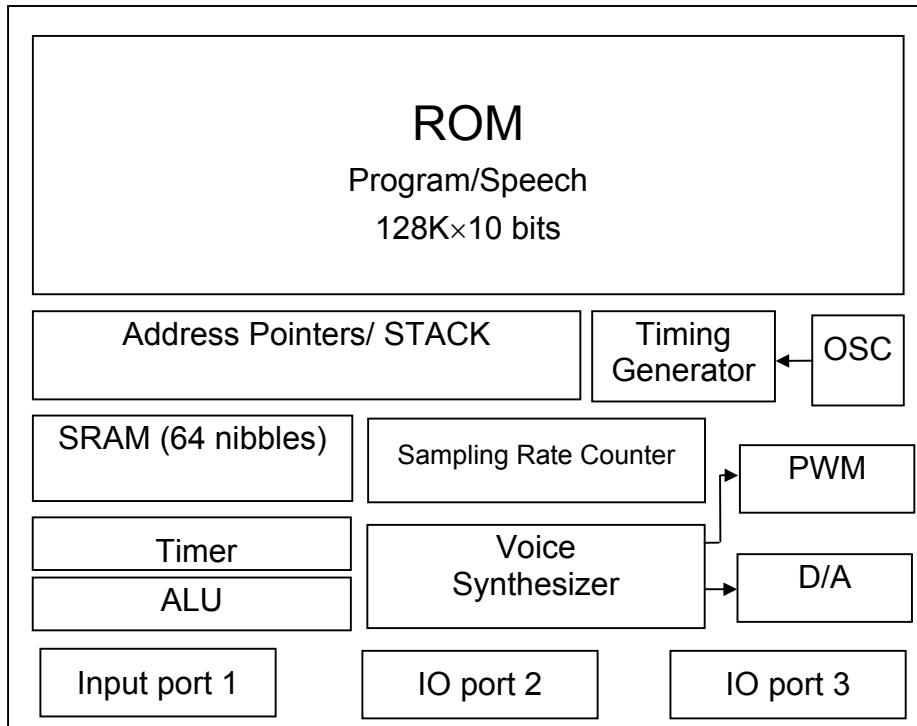 ROM
Program/Speech
128K×10 bits
Address Pointers/ STACK
Timing
Generator
OSC
SRAM (64 nibbles)
Sampling Rate Counter
PWM
Timer
Voice
Synthesizer
D/A
ALU
Input port 1
IO port 2
IO port 3